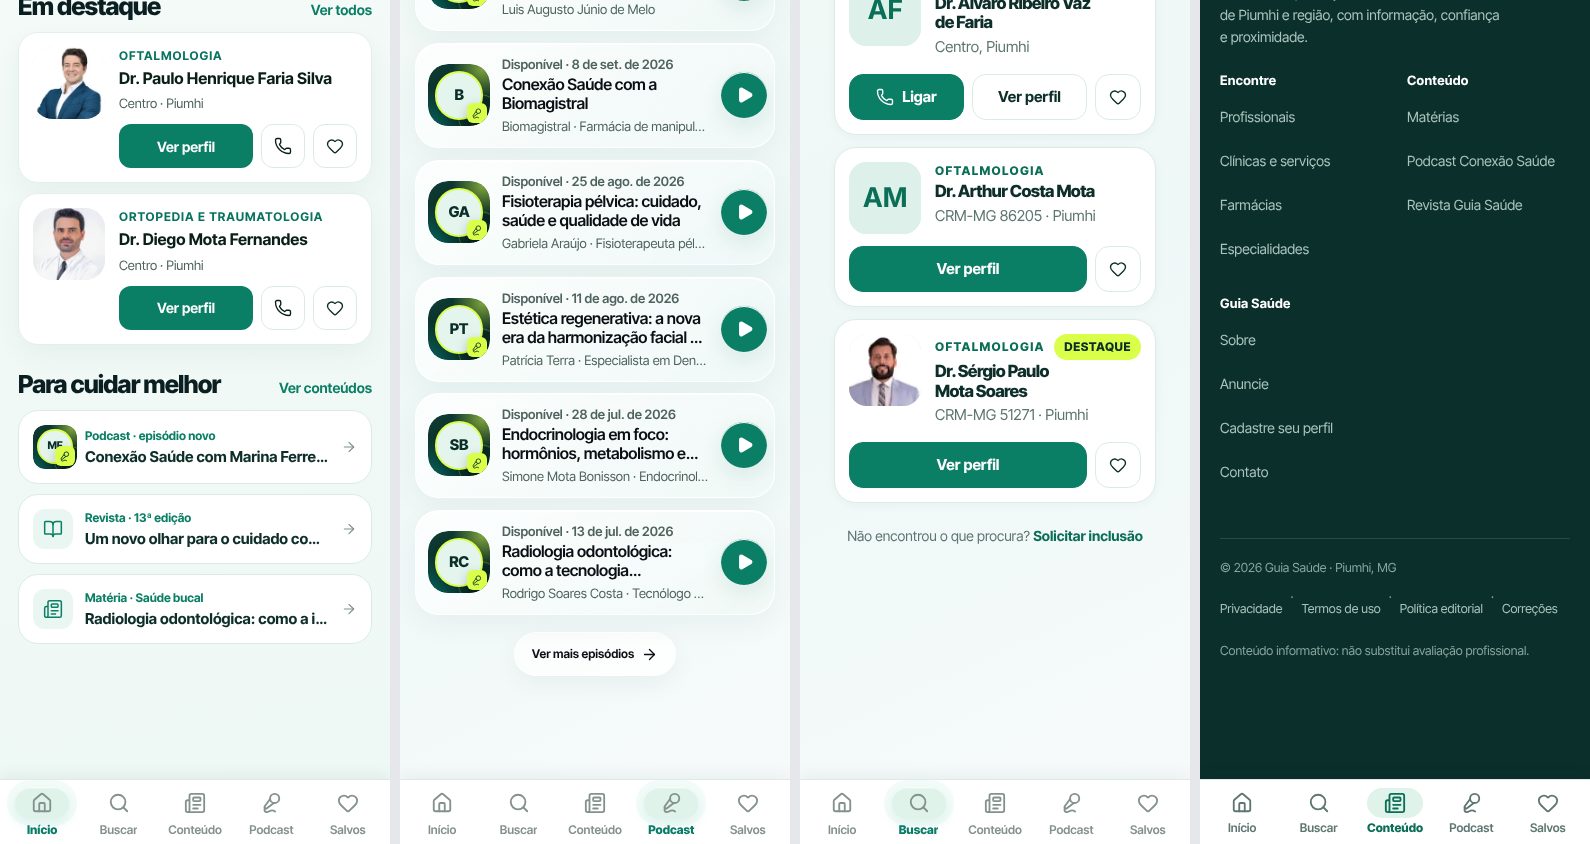 Em destaque
Ver todos
OFTALMOLOGIA
Dr. Paulo Henrique Faria Silva
Centro · Piumhi
Ver perfil
ORTOPEDIA E TRAUMATOLOGIA
Dr. Diego Mota Fernandes
Centro · Piumhi
Ver perfil
Para cuidar melhor
Ver conteúdos
MF
Podcast · episódio novo
Conexão Saúde com Marina Ferre...
Revista · 13ª edição
Um novo olhar para o cuidado co...
Matéria · Saúde bucal
Radiologia odontológica: como a i...
Início
Buscar
Conteúdo
Podcast
Salvos
Luis Augusto Júnio de Melo
B
Disponível · 8 de set. de 2026
Conexão Saúde com a
Biomagistral
Biomagistral · Farmácia de manipul...
GA
Disponível · 25 de ago. de 2026
Fisioterapia pélvica: cuidado,
saúde e qualidade de vida
Gabriela Araújo · Fisioterapeuta pél...
PT
Disponível · 11 de ago. de 2026
Estética regenerativa: a nova
era da harmonização facial ...
Patrícia Terra · Especialista em Den...
SB
Disponível · 28 de jul. de 2026
Endocrinologia em foco:
hormônios, metabolismo e...
Simone Mota Bonisson · Endocrinol...
RC
Disponível · 13 de jul. de 2026
Radiologia odontológica:
como a tecnologia...
Rodrigo Soares Costa · Tecnólogo ...
Ver mais episódios
Início
Buscar
Conteúdo
Podcast
Salvos
AF
Dr. Álvaro Ribeiro Vaz
de Faria
Centro, Piumhi
Ligar
Ver perfil
AM
OFTALMOLOGIA
Dr. Arthur Costa Mota
CRM-MG 86205 · Piumhi
Ver perfil
OFTALMOLOGIA
DESTAQUE
Dr. Sérgio Paulo
Mota Soares
CRM-MG 51271 · Piumhi
Ver perfil
Não encontrou o que procura? Solicitar inclusão
Início
Buscar
Conteúdo
Podcast
Salvos
de Piumhi e região, com informação, confiança
e proximidade.
Encontre
Profissionais
Clínicas e serviços
Farmácias
Especialidades
Conteúdo
Matérias
Podcast Conexão Saúde
Revista Guia Saúde
Guia Saúde
Sobre
Anuncie
Cadastre seu perfil
Contato
© 2026 Guia Saúde · Piumhi, MG
Privacidade · Termos de uso · Política editorial · Correções
Conteúdo informativo: não substitui avaliação profissional.
Início
Buscar
Conteúdo
Podcast
Salvos